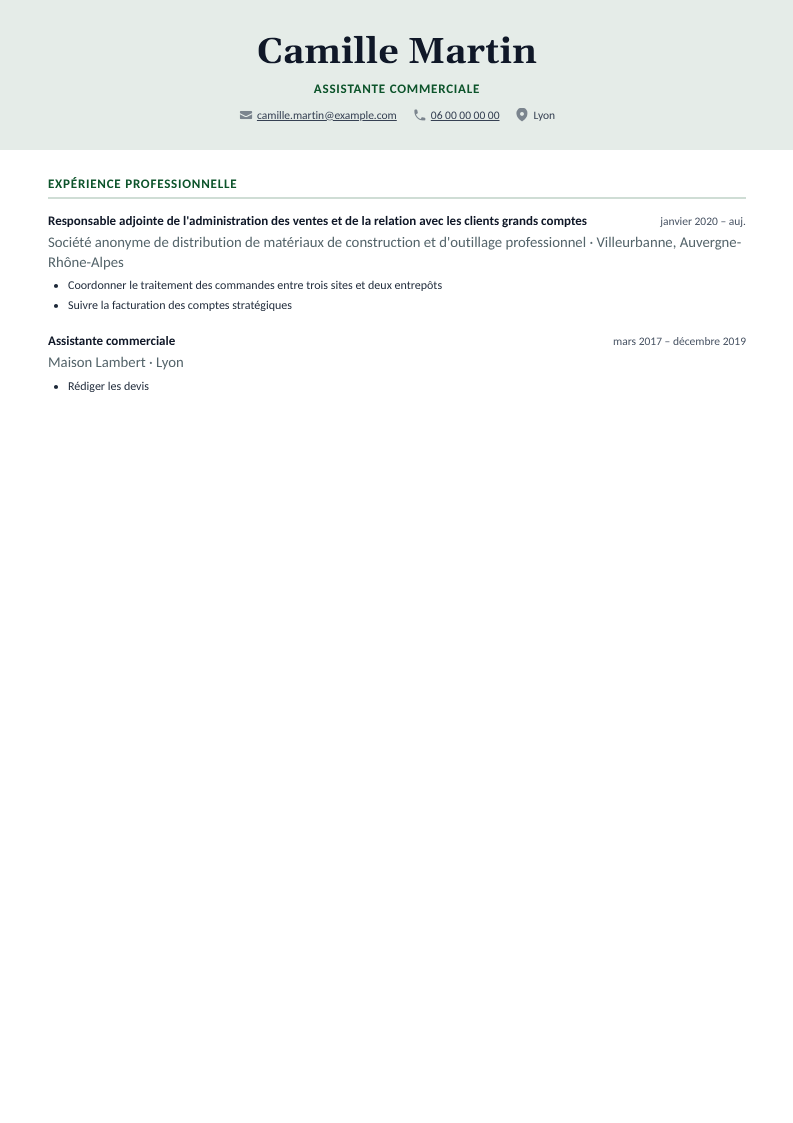 Camille Martin
ASSISTANTE COMMERCIALE
camille.martin@example.com 06 00 00 00 00 Lyon
EXPÉRIENCE PROFESSIONNELLE
Responsable adjointe de l'administration des ventes et de la relation avec les clients grands comptes janvier 2020 – auj.
Société anonyme de distribution de matériaux de construction et d'outillage professionnel · Villeurbanne, Auvergne-
Rhône-Alpes
• Coordonner le traitement des commandes entre trois sites et deux entrepôts
• Suivre la facturation des comptes stratégiques
Assistante commerciale mars 2017 – décembre 2019
Maison Lambert · Lyon
• Rédiger les devis